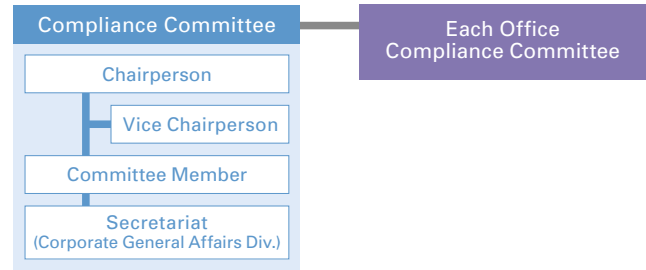 Compliance Committee
Each Office
Compliance Committee
Chairperson
Vice Chairperson
Committee Member
Secretariat
(Corporate General Affairs Div.)